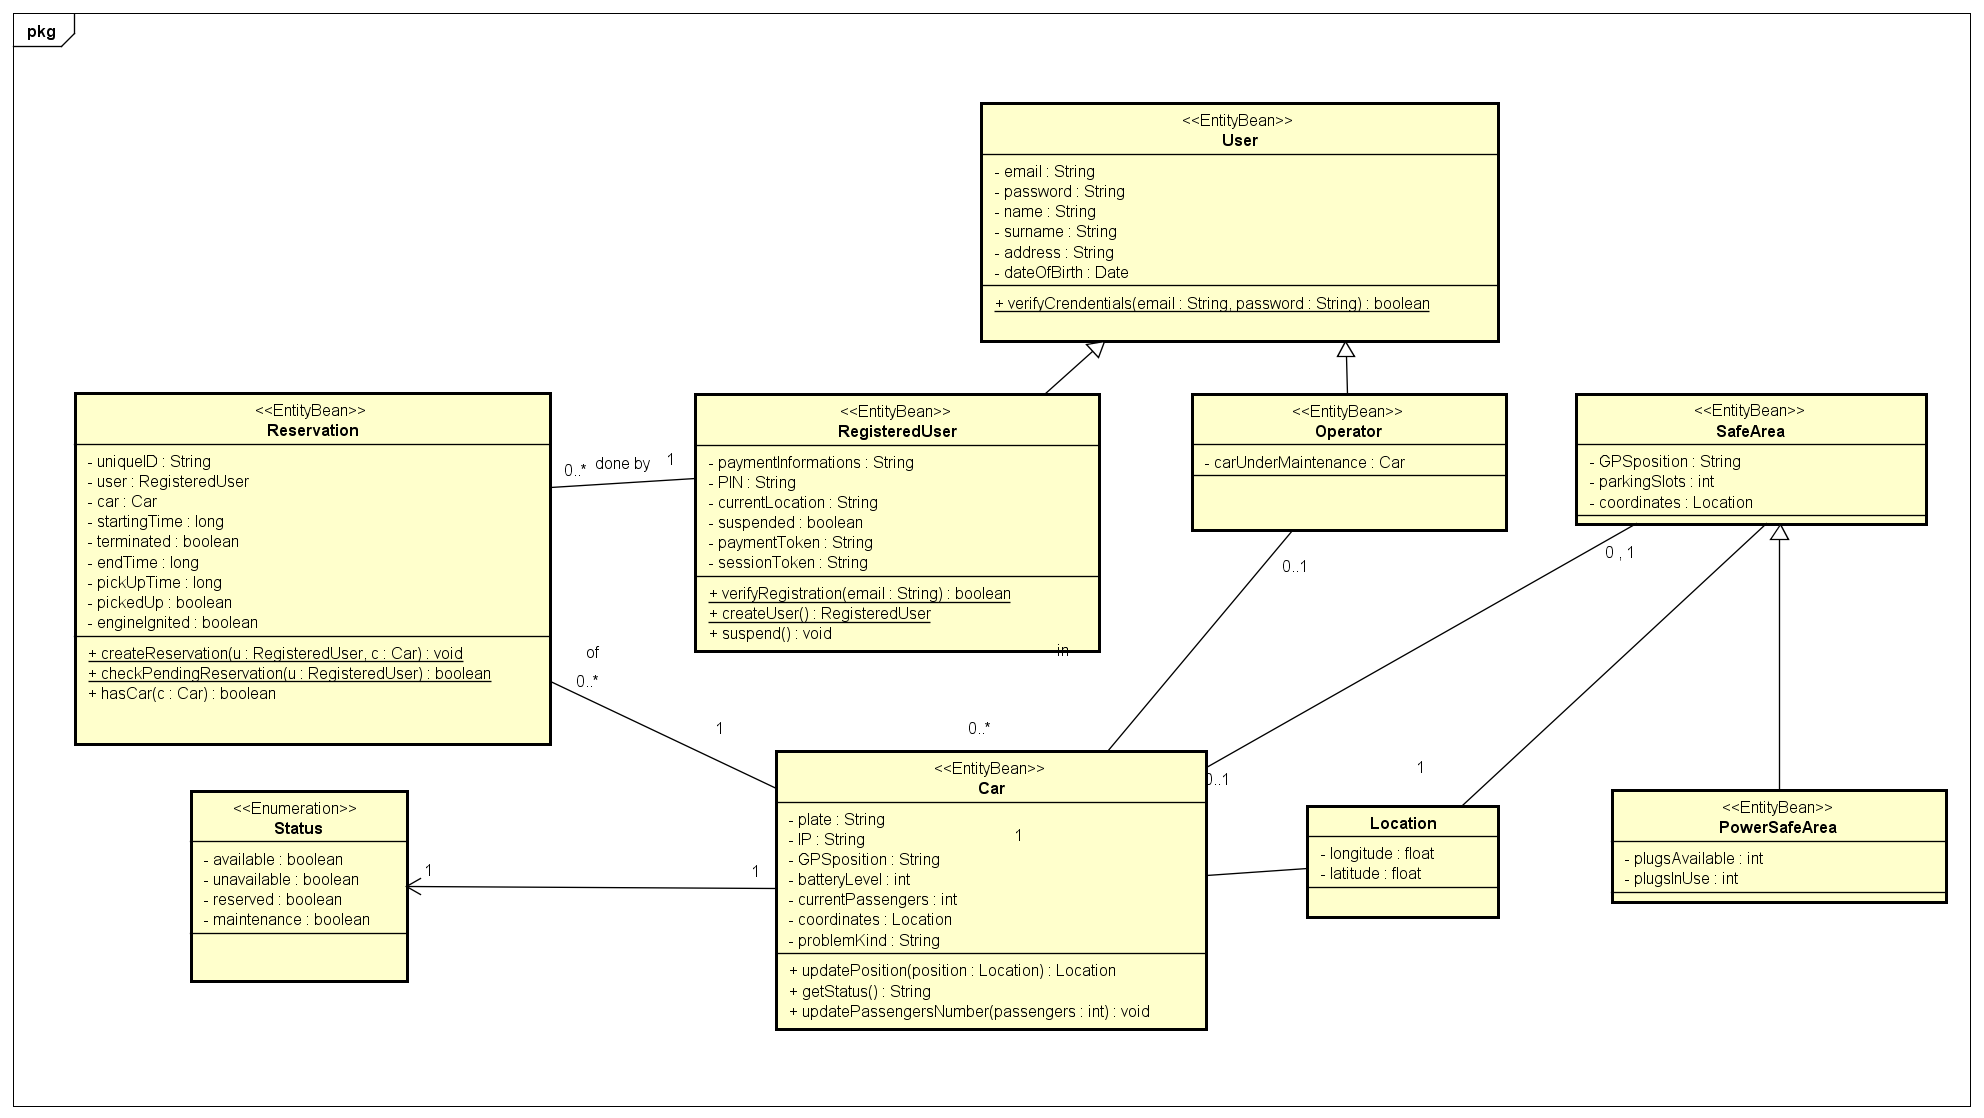 pkg
<<EntityBean>>
User
- email : String
- password : String
- name : String
- surname : String
- address : String
- dateOfBirth : Date
+ verifyCrendentials(email : String, password : String) : boolean
<<EntityBean>>
Reservation
- uniqueID : String
- user : RegisteredUser
- car : Car
- startingTime : long
- terminated : boolean
- endTime : long
- pickUpTime : long
- pickedUp : boolean
- engineIgnited : boolean
+ createReservation(u : RegisteredUser, c : Car) : void
+ checkPendingReservation(u : RegisteredUser) : boolean
+ hasCar(c : Car) : boolean
0..* done by 1
<<EntityBean>>
RegisteredUser
- paymentInformations : String
- PIN : String
- currentLocation : String
- suspended : boolean
- paymentToken : String
- sessionToken : String
+ verifyRegistration(email : String) : boolean
+ createUser() : RegisteredUser
+ suspend() : void
<<EntityBean>>
Operator
- carUnderMaintenance : Car
<<EntityBean>>
SafeArea
- GPSposition : String
- parkingSlots : int
- coordinates : Location
0..1
0 , 1
of
in
0..*
1
0..*
0..1
1
<<Enumeration>>
Status
- available : boolean
- unavailable : boolean
- reserved : boolean
- maintenance : boolean
1
1
<<EntityBean>>
Car
- plate : String
- IP : String
- GPSposition : String
- batteryLevel : int
- currentPassengers : int
- coordinates : Location
- problemKind : String
+ updatePosition(position : Location) : Location
+ getStatus() : String
+ updatePassengersNumber(passengers : int) : void
1
Location
- longitude : float
- latitude : float
<<EntityBean>>
PowerSafeArea
- plugsAvailable : int
- plugsInUse : int